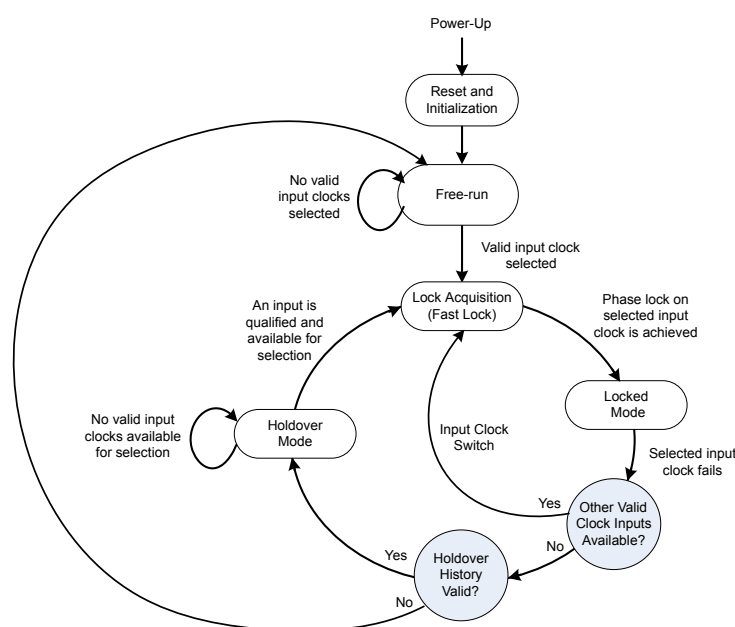 Power-Up
Reset and
Initialization
No valid
input clocks
selected
Free-run
Valid input clock
selected
An input is
qualified and
available for
selection
Lock Acquisition
(Fast Lock)
Phase lock on
selected input
clock is achieved
No valid input
clocks available
for selection
Holdover
Mode
Input Clock
Switch
Locked
Mode
Selected input
clock fails
Yes
Other Valid
Clock Inputs
Available?
No
Yes
Holdover
History
Valid?
No